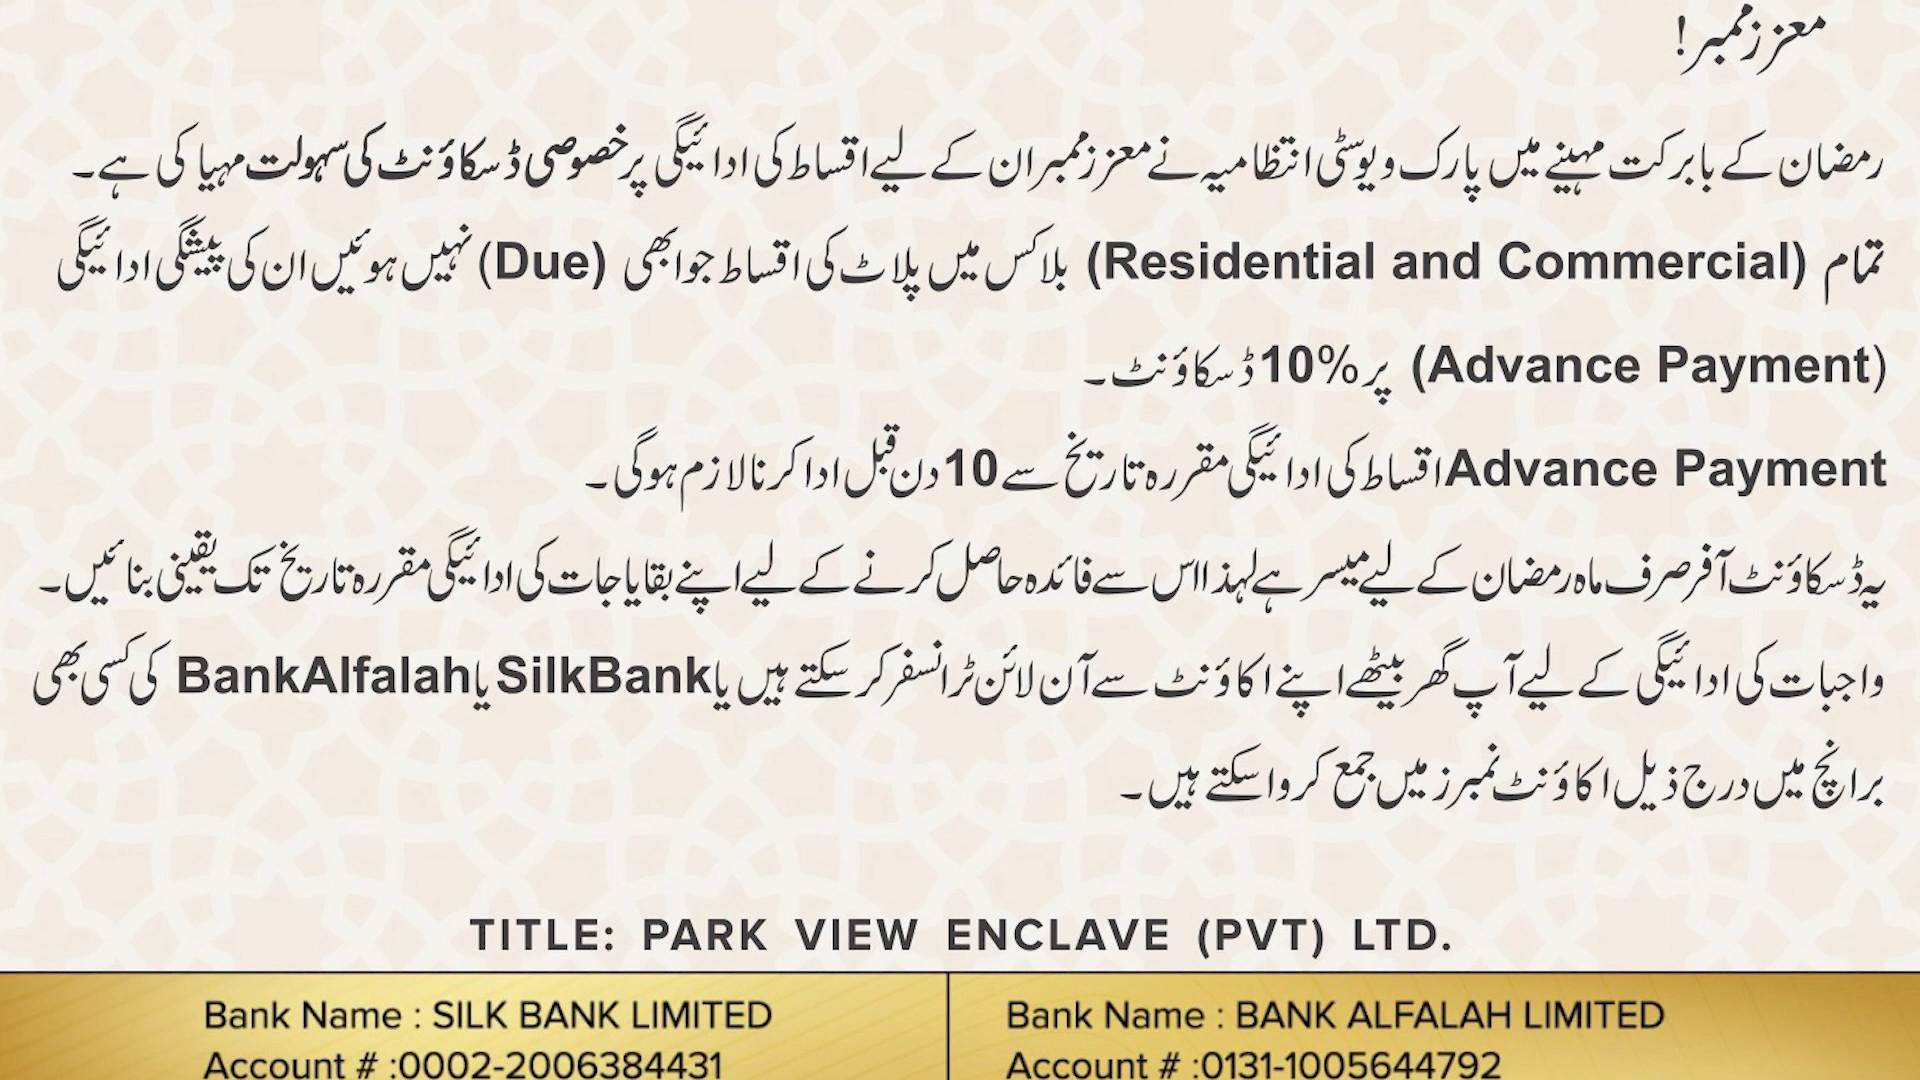 معزز ممبر!
رمضان کے بابرکت مہینے میں پارک ویو سٹی انتظامیہ نے معزز ممبران کے لیے اقساط کی ادائیگی پر خصوصی ڈسکاؤنٹ کی سہولت مہیا کی ہے۔
تمام (Residential and Commercial) بلاکس میں پلاٹ کی اقساط جو ابھی (Due) نہیں ہوئیں ان کی پیشگی ادائیگی
(Advance Payment) پر 10% ڈسکاؤنٹ۔
Advance Payment اقساط کی ادائیگی مقررہ تاریخ سے 10 دن قبل ادا کرنا لازم ہوگی۔
یہ ڈسکاؤنٹ آفر صرف ماہ رمضان کے لیے میسر ہے لہذا اس سے فائدہ حاصل کرنے کے لیے اپنے بقایاجات کی ادائیگی مقررہ تاریخ تک یقینی بنائیں۔
واجبات کی ادائیگی کے لیے آپ گھر بیٹھے اپنے اکاؤنٹ سے آن لائن ٹرانسفر کر سکتے ہیں یا SilkBank یا BankAlfalah کی کسی بھی
برانچ میں درج ذیل اکاؤنٹ نمبرز میں جمع کروا سکتے ہیں۔
TITLE: PARK VIEW ENCLAVE (PVT) LTD.
Bank Name : SILK BANK LIMITED
Account # :0002-2006384431
Bank Name : BANK ALFALAH LIMITED
Account # :0131-1005644792